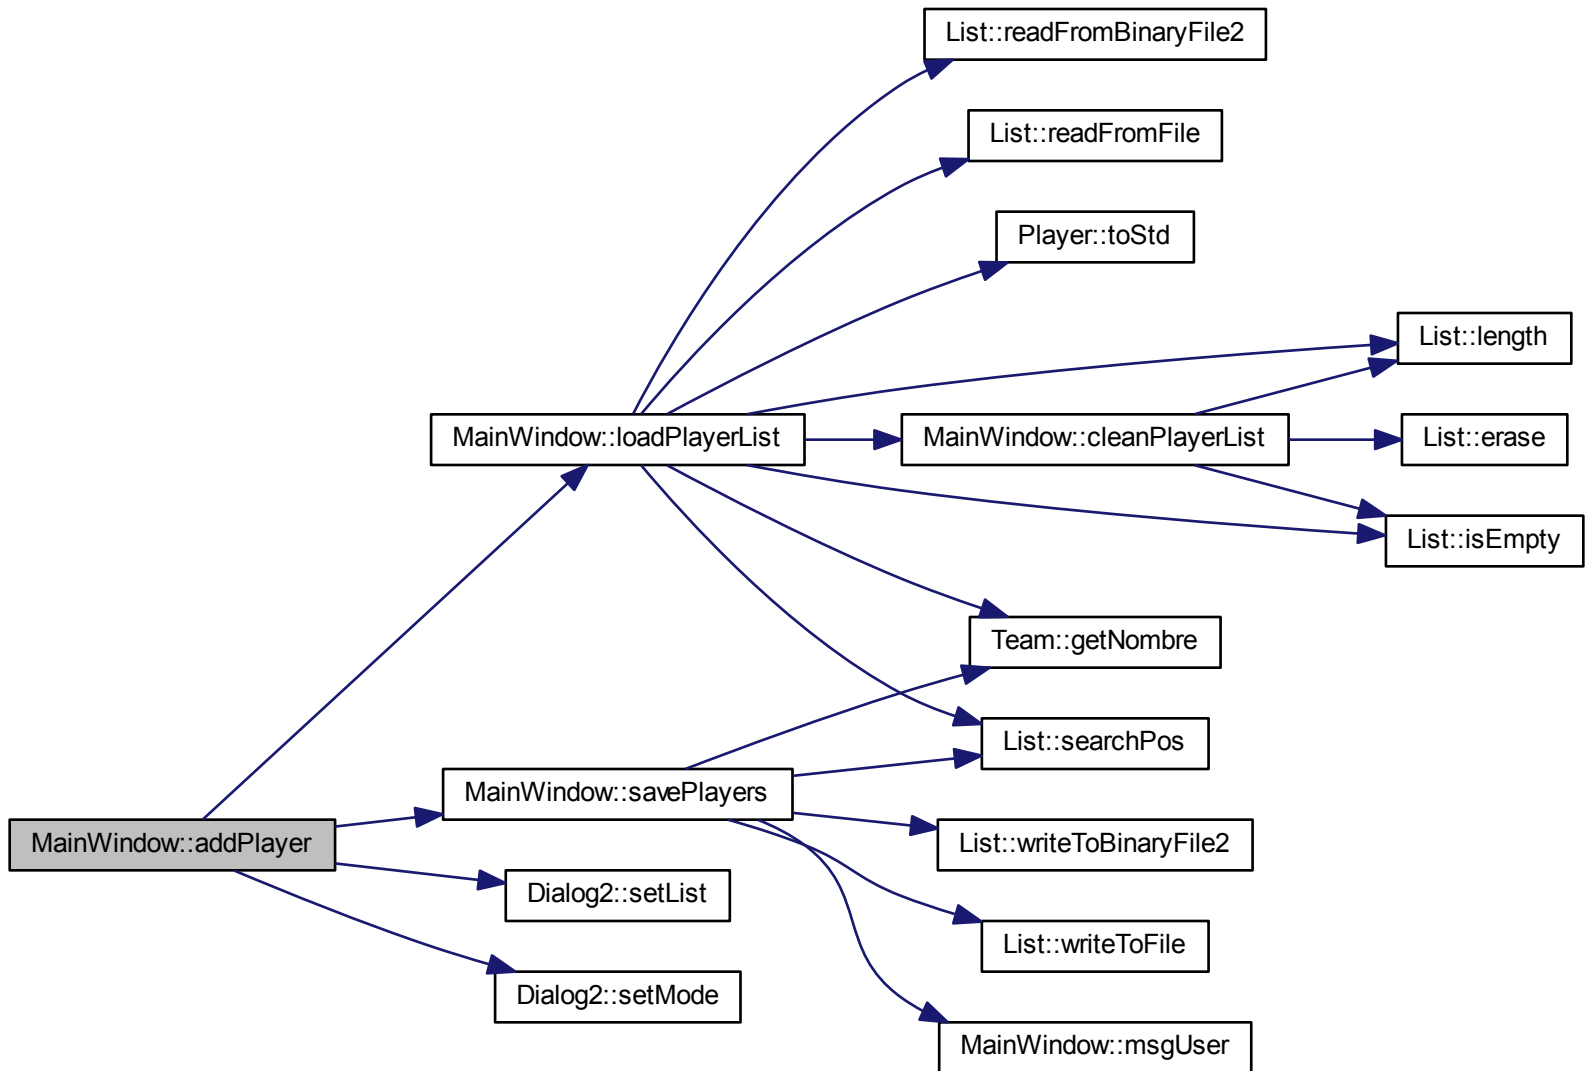 List::readFromBinaryFile2
List::readFromFile
Player::toStd
List::length
MainWindow::loadPlayerList
MainWindow::cleanPlayerList
List::erase
List::isEmpty
Team::getNombre
List::searchPos
MainWindow::savePlayers
MainWindow::addPlayer
List::writeToBinaryFile2
Dialog2::setList
List::writeToFile
Dialog2::setMode
MainWindow::msgUser